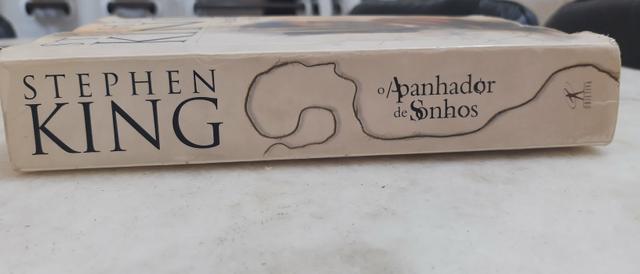 STEPHEN
KING
o Apanhador
de Sonhos